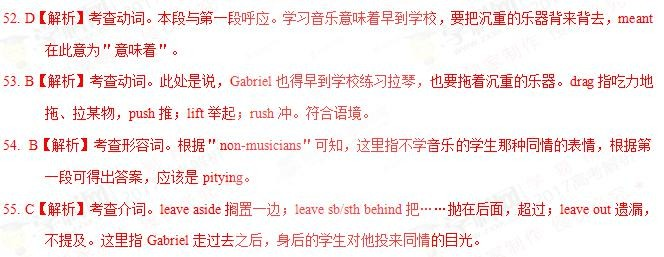 52. D【解析】考查动词。本段与第一段呼应。学习音乐意味着早到学校，要把沉重的乐器背来背去，meant
在此意为"意味着"。
53. B【解析】考查动词。此处是说，Gabriel 也得早到学校练习拉琴，也要拖着沉重的乐器。drag 指吃力地
拖、拉某物，push 推；lift 举起；rush 冲。符合语境。
54. B【解析】考查形容词。根据"non-musicians"可知，这里指不学音乐的学生那种同情的表情，根据第
一段可得出答案，应该是 pitying。
55. C【解析】考查介词。leave aside 搁置一边；leave sb/sth behind 把……抛在后面，超过；leave out 遗漏，
不提及。这里指 Gabriel 走过去之后，身后的学生对他投来同情的目光。